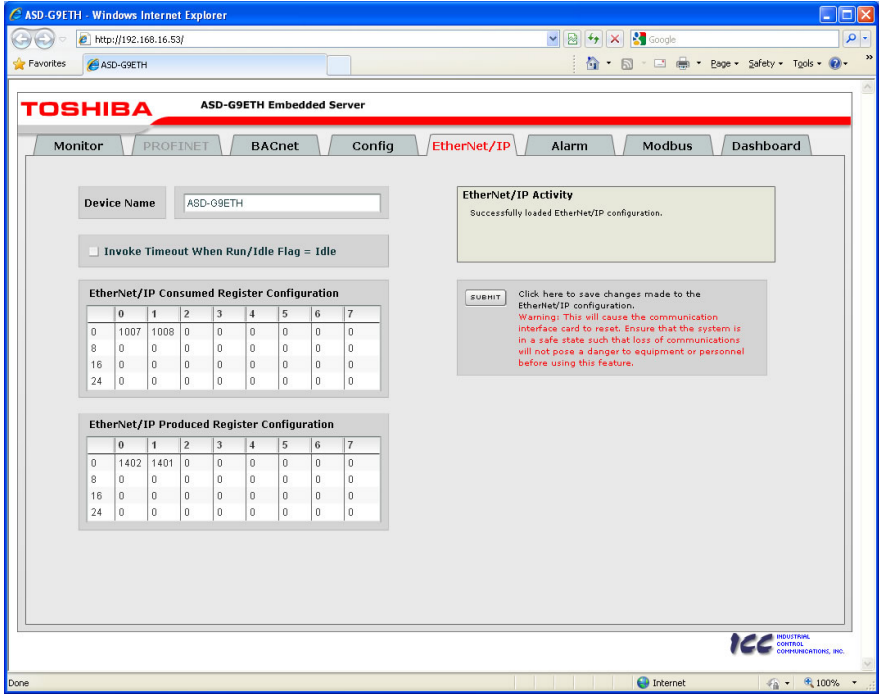 ASD-G9ETH - Windows Internet Explorer
http://192.168.16.53/
Google
Favorites ASD-G9ETH Page Safety Tools
TOSHIBA ASD-G9ETH Embedded Server
Monitor PROFINET BACnet Config EtherNet/IP Alarm Modbus Dashboard
Device Name ASD-G9ETH
Invoke Timeout When Run/Idle Flag = Idle
EtherNet/IP Consumed Register Configuration
0 1 2 3 4 5 6 7
0 1007 1008 0 0 0 0 0 0
8 0 0 0 0 0 0 0 0
16 0 0 0 0 0 0 0 0
24 0 0 0 0 0 0 0 0
EtherNet/IP Produced Register Configuration
0 1 2 3 4 5 6 7
0 1402 1401 0 0 0 0 0 0
8 0 0 0 0 0 0 0 0
16 0 0 0 0 0 0 0 0
24 0 0 0 0 0 0 0 0
EtherNet/IP Activity
Successfully loaded EtherNet/IP configuration.
SUBMIT
Click here to save changes made to the
EtherNet/IP configuration.
Warning: This will cause the communication
interface card to reset. Ensure that the system is
in a safe state such that loss of communications
will not pose a danger to equipment or personnel
before using this feature.
ICC INDUSTRIAL
CONTROL
COMMUNICATIONS, INC.
Done Internet 100%